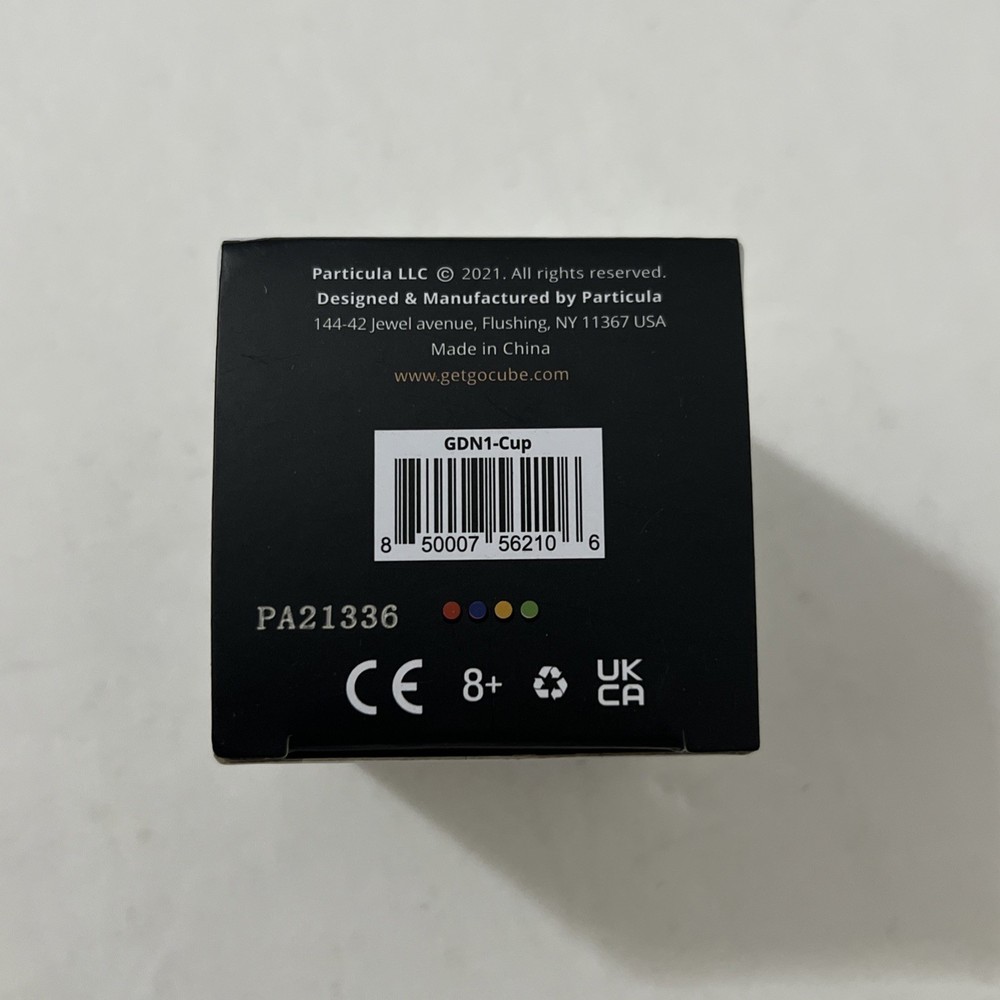 Particula LLC © 2021. All rights reserved.
Designed & Manufactured by Particula
144-42 Jewel avenue, Flushing, NY 11367 USA
Made in China
www.getgocube.com
GDN1-Cup
8 50007 56210 6
PA21336
CE 8+ UK
CA